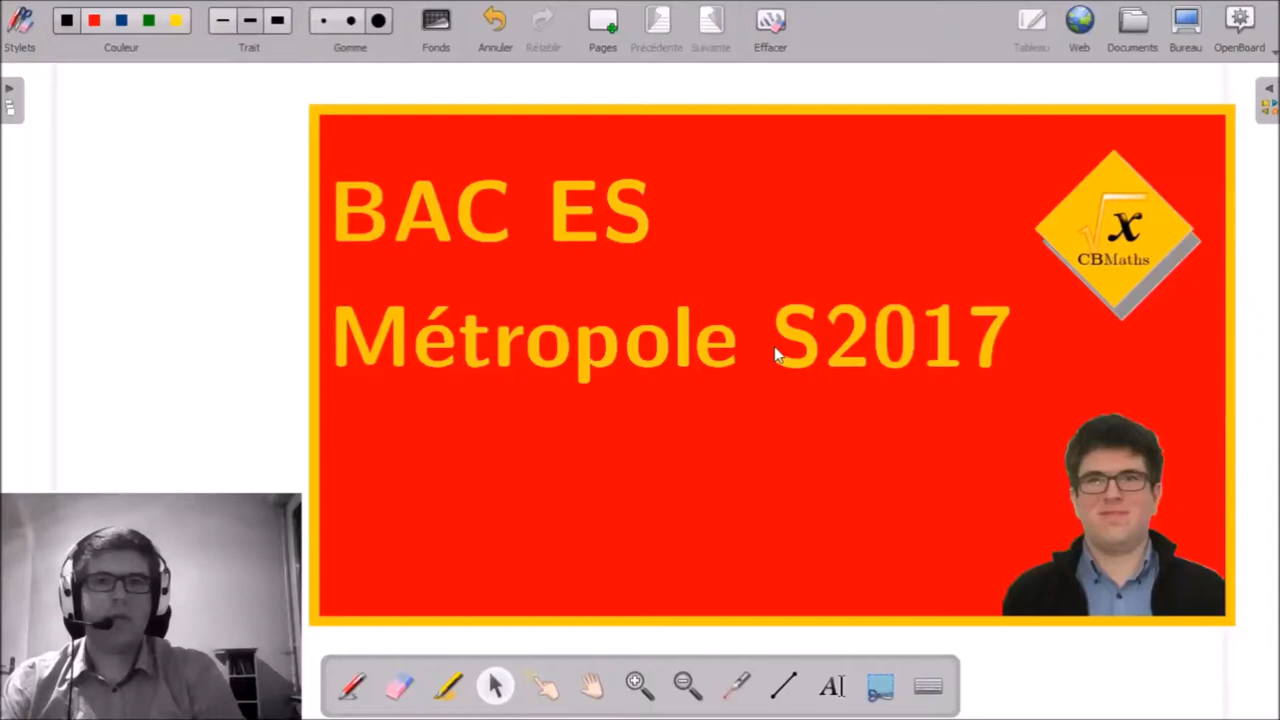 Stylets
Couleur
Trait
Gomme
Fonds
Annuler
Rétablir
Pages
Précédente
Suivante
Effacer
Tableau
Web
Documents
Bureau
OpenBoard
BAC ES
Métropole S2017
√x
CBMaths
AI